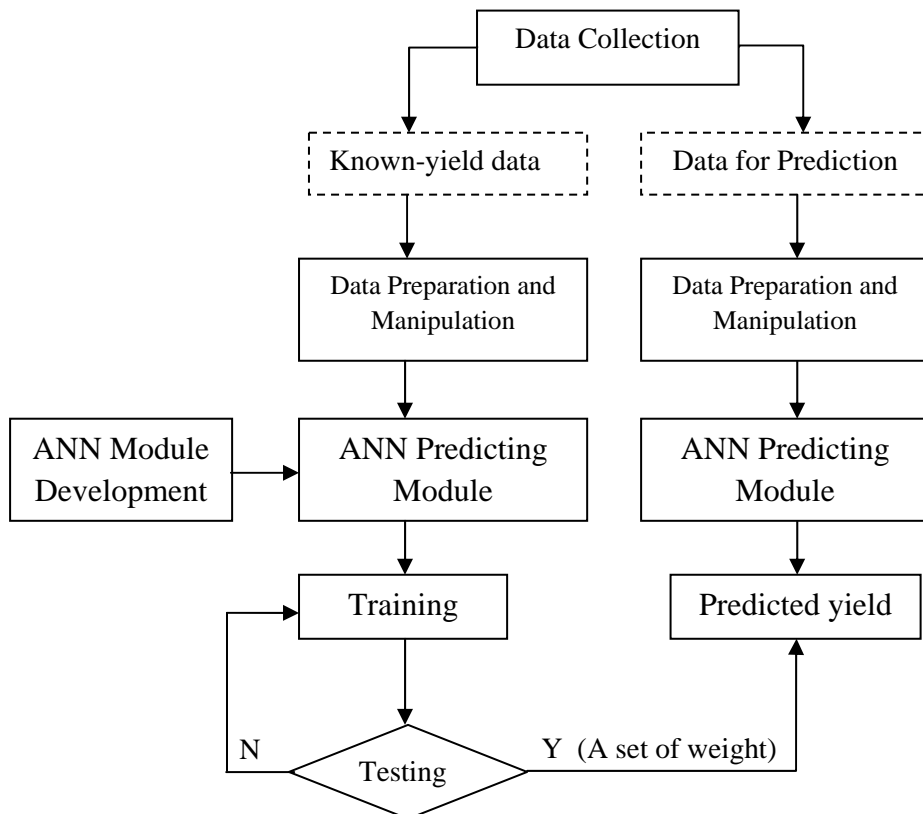 Data Collection
Known-yield data
Data for Prediction
Data Preparation and
Manipulation
Data Preparation and
Manipulation
ANN Module
Development
ANN Predicting
Module
ANN Predicting
Module
Training
Predicted yield
N
Y (A set of weight)
Testing